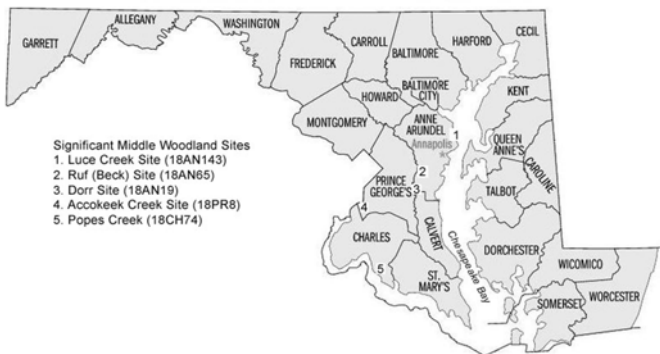 GARRETT
ALLEGANY
WASHINGTON
FREDERICK
CARROLL
BALTIMORE
HARFORD
CECIL
BALTIMORE
CITY
HOWARD
KENT
MONTGOMERY
ANNE
ARUNDEL
Annapolis
*
1
QUEEN
ANNE'S
CAROLINE
Significant Middle Woodland Sites
1. Luce Creek Site (18AN143)
2. Ruf (Beck) Site (18AN65)
3. Dorr Site (18AN19)
4. Accokeek Creek Site (18PR8)
5. Popes Creek (18CH74)
PRINCE
GEORGE'S
2
3
4
TALBOT
CALVERT
Chesapeake Bay
CHARLES
5
ST.
MARY'S
DORCHESTER
WICOMICO
SOMERSET
WORCESTER